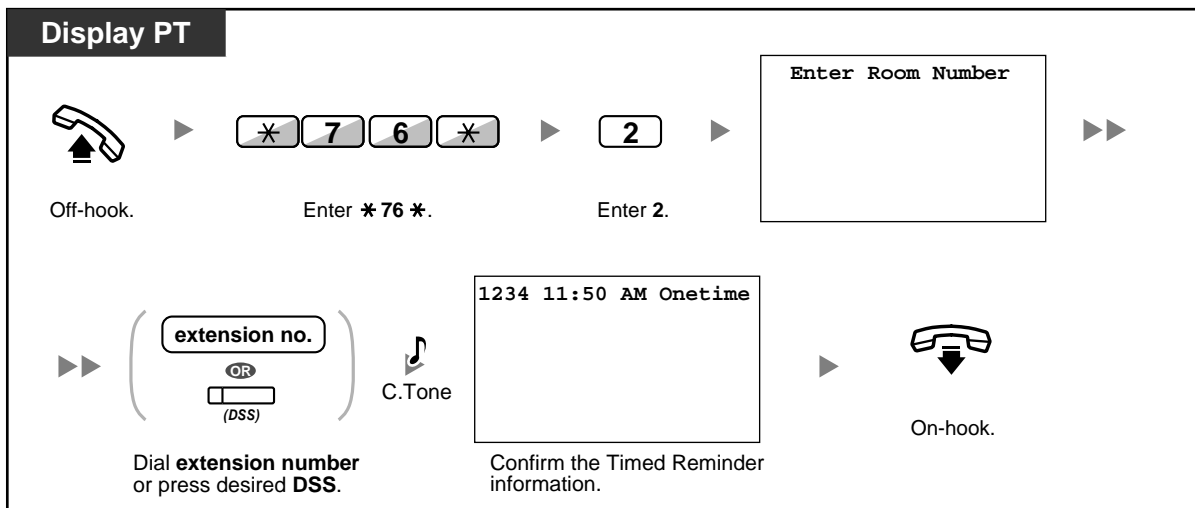 Display PT
Enter Room Number
✳ 7 6 ✳
2
Off-hook.
Enter ✳ 76 ✳.
Enter 2.
extension no.
OR
(DSS)
C.Tone
1234 11:50 AM Onetime
Dial extension number
or press desired DSS.
Confirm the Timed Reminder
information.
On-hook.